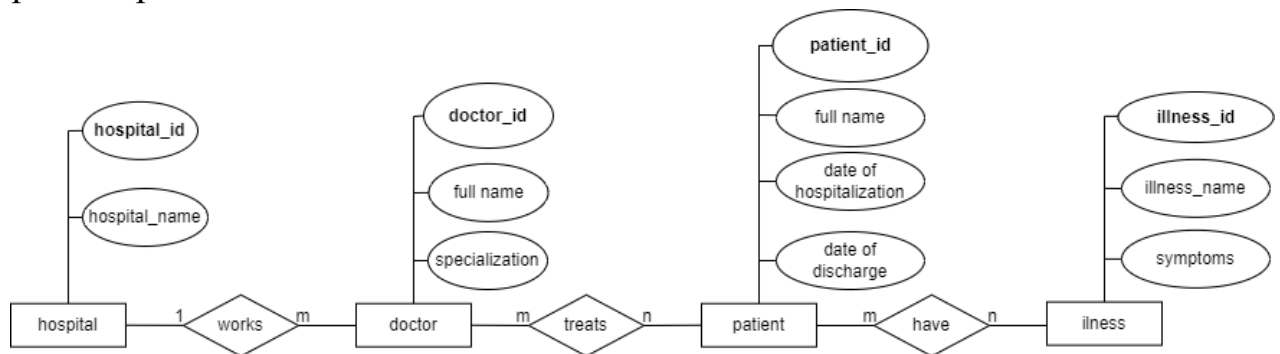 patient_id
hospital_id
doctor_id
full name
illness_id
full name
date of
hospitalization
illness_name
hospital_name
specialization
date of
discharge
symptoms
hospital
1
works
m
doctor
m
treats
n
patient
m
have
n
ilness